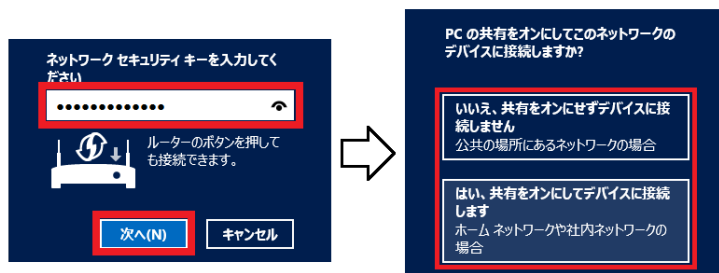 ネットワーク セキュリティ キーを入力してく
ださい
•••••••••••••
ルーターのボタンを押して
も接続できます。
次へ(N)
キャンセル
PC の共有をオンにしてこのネットワークの
デバイスに接続しますか?
いいえ、共有をオンにせずデバイスに接
続しません
公共の場所にあるネットワークの場合
はい、共有をオンにしてデバイスに接続
します
ホーム ネットワークや社内ネットワークの
場合